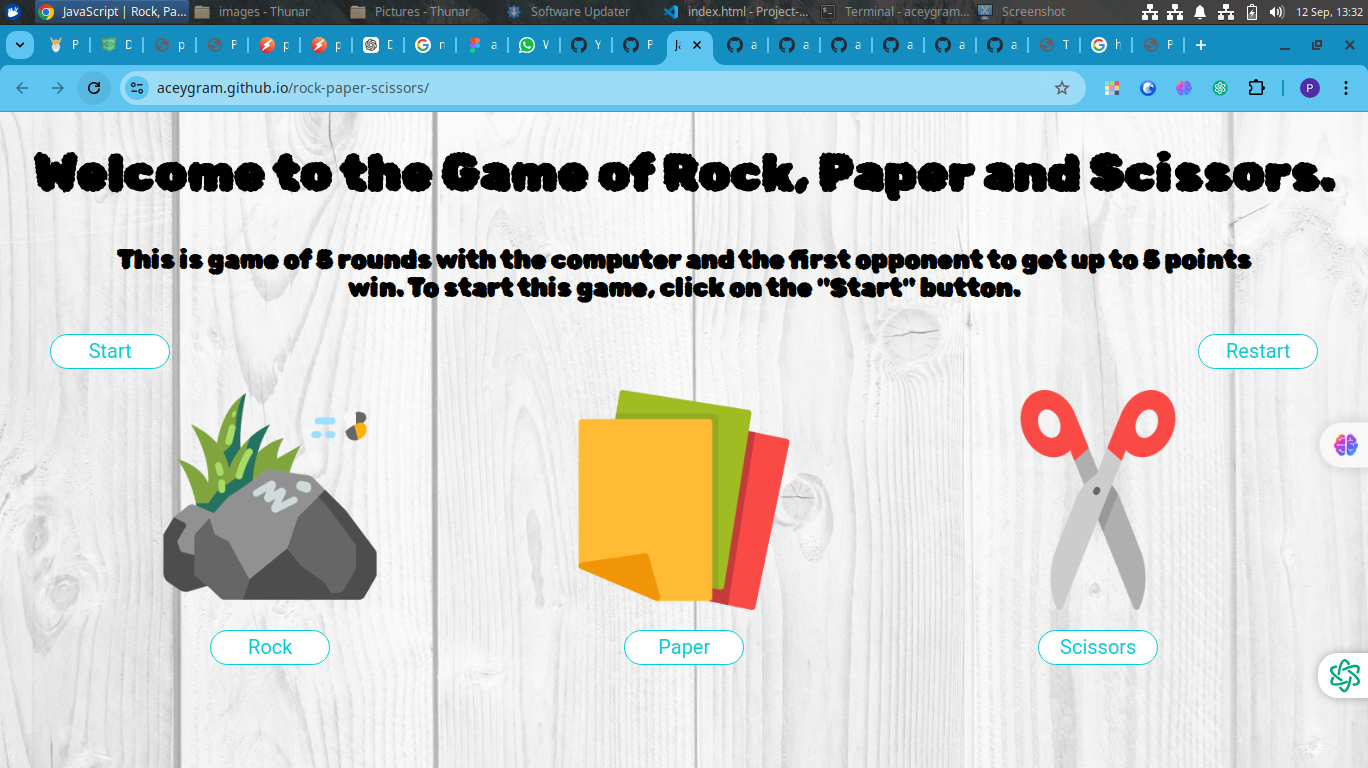 JavaScript | Rock, Pa...
images - Thunar
Pictures - Thunar
Software Updater
index.html - Project-...
Terminal - aceygram...
Screenshot
12 Sep, 13:32
aceygram.github.io/rock-paper-scissors/
P
Welcome to the Game of Rock, Paper and Scissors.
This is game of 5 rounds with the computer and the first opponent to get up to 5 points
win. To start this game, click on the "Start" button.
Start
Restart
Rock
Paper
Scissors